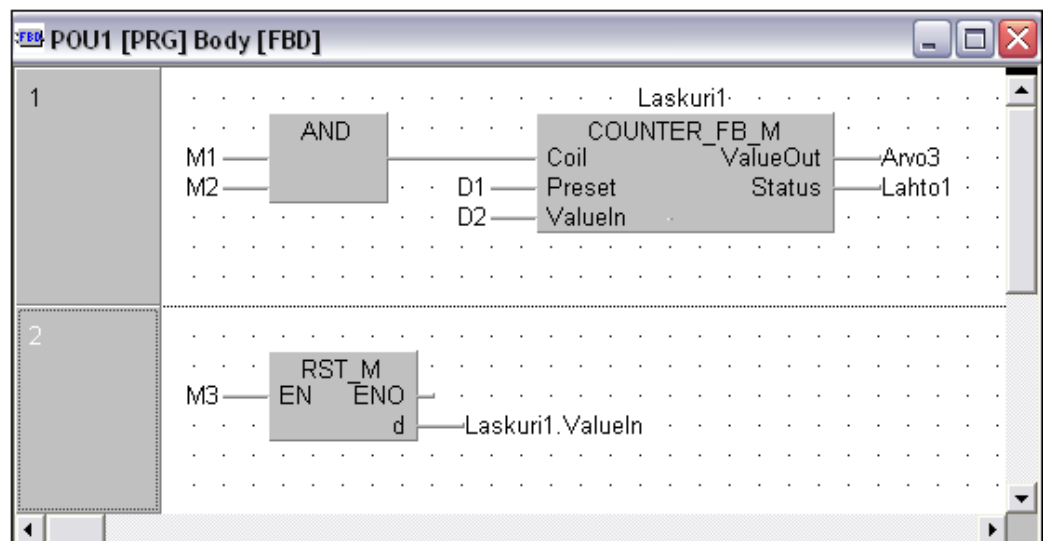 FBD POU1 [PRG] Body [FBD]
1
Laskuri1
AND
COUNTER_FB_M
M1
Coil
ValueOut
Arvo3
M2
D1
Preset
Status
Lahto1
D2
ValueIn
2
RST_M
M3
EN
ENO
d
Laskuri1.ValueIn